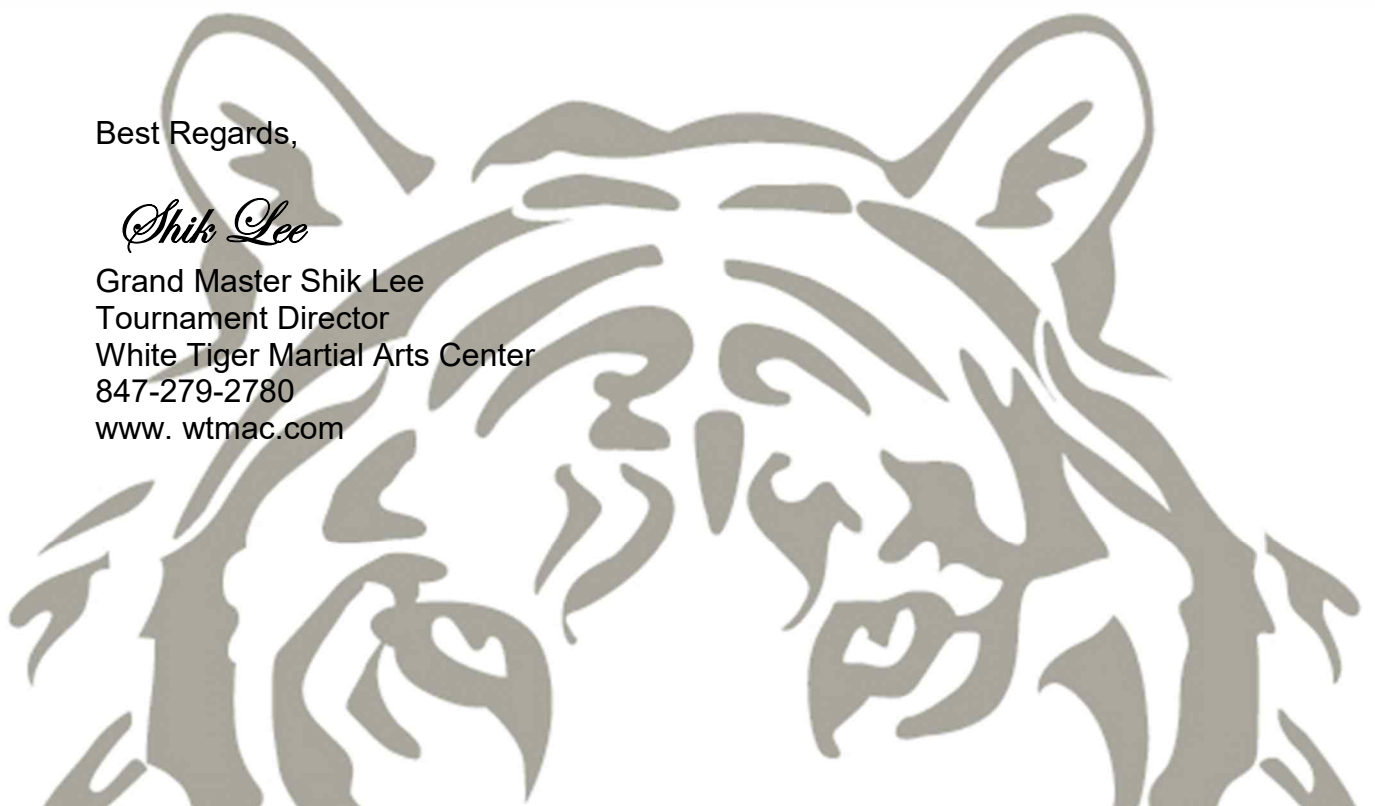 Best Regards,
Shik Lee
Grand Master Shik Lee
Tournament Director
White Tiger Martial Arts Center
847-279-2780
www. wtmac.com